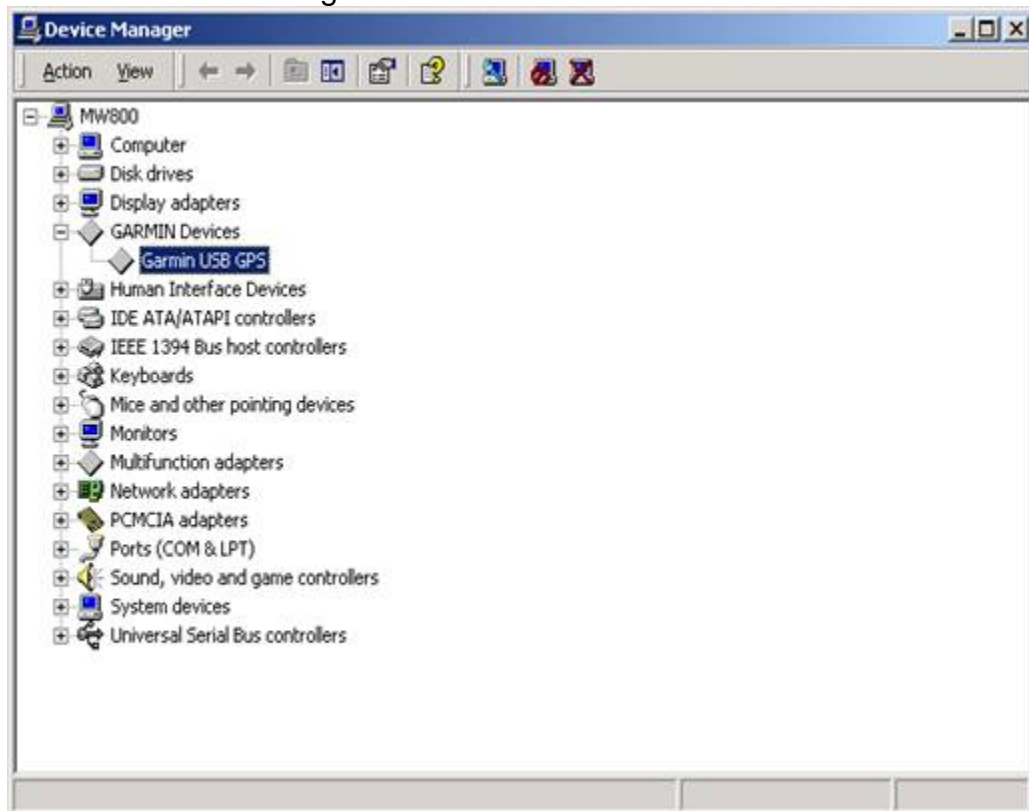 Device Manager
Action View
MW800
Computer
Disk drives
Display adapters
GARMIN Devices
Garmin USB GPS
Human Interface Devices
IDE ATA/ATAPI controllers
IEEE 1394 Bus host controllers
Keyboards
Mice and other pointing devices
Monitors
Multifunction adapters
Network adapters
PCMCIA adapters
Ports (COM & LPT)
Sound, video and game controllers
System devices
Universal Serial Bus controllers